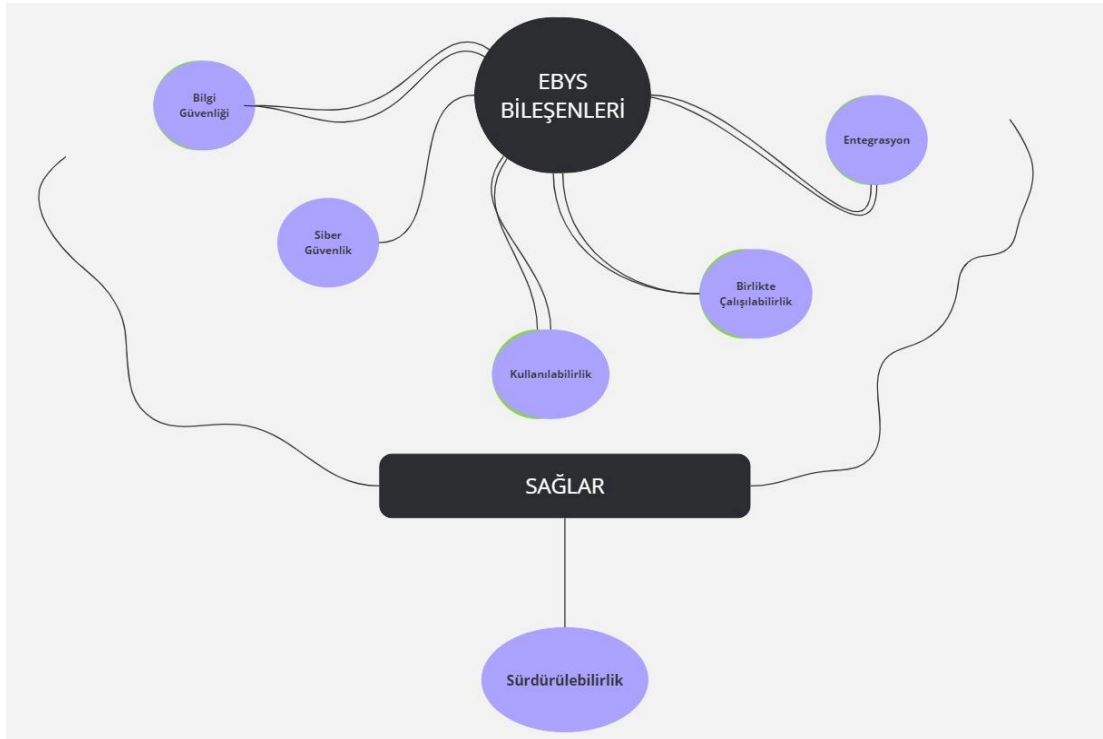 EBYS
BİLEŞENLERİ
Bilgi
Güvenliği
Entegrasyon
Siber
Güvenlik
Birlikte
Çalışılabilirlik
Kullanılabilirlik
SAĞLAR
Sürdürülebilirlik